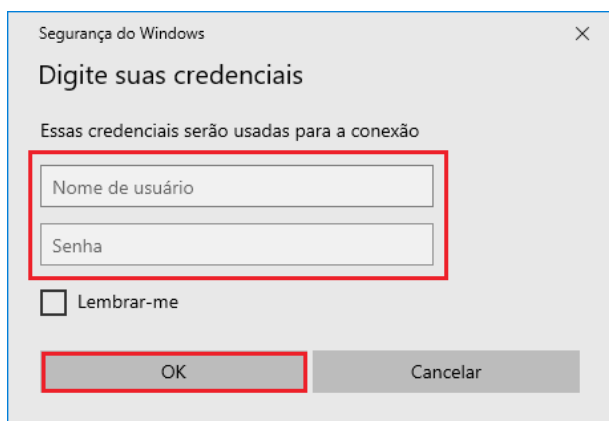 Segurança do Windows
Digite suas credenciais
Essas credenciais serão usadas para a conexão
Nome de usuário
Senha
Lembrar-me
OK
Cancelar